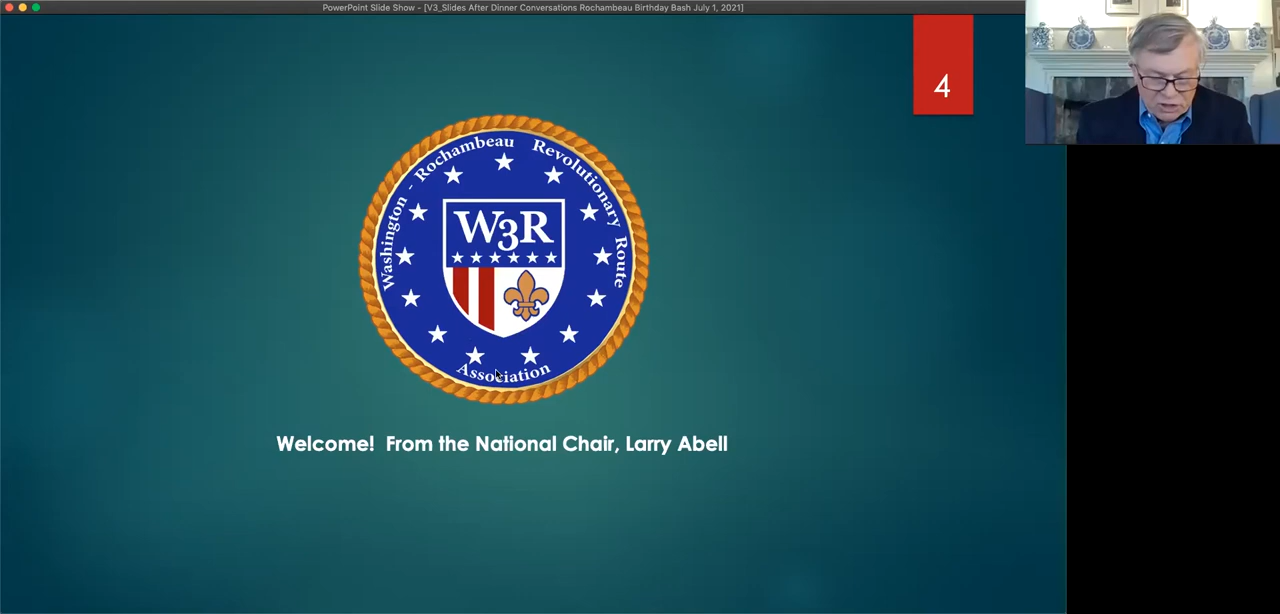 PowerPoint Slide Show - [V3_Slides After Dinner Conversations Rochambeau Birthday Bash July 1, 2021]
4
Washington - Rochambeau Revolutionary Route
W3R
Association
Welcome! From the National Chair, Larry Abell